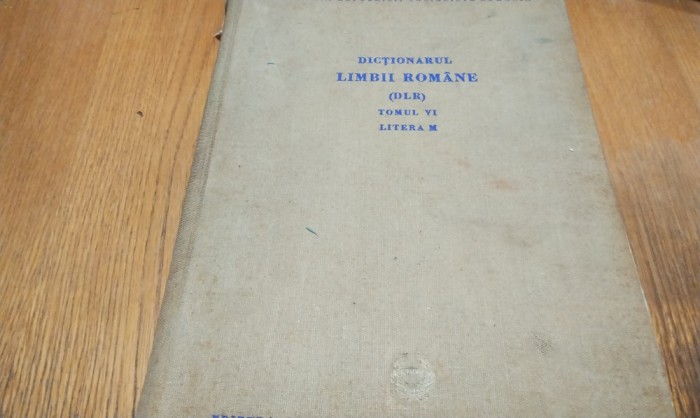 DICȚIONARUL
LIMBII ROMÂNE
(DLR)
TOMUL VI
LITERA M